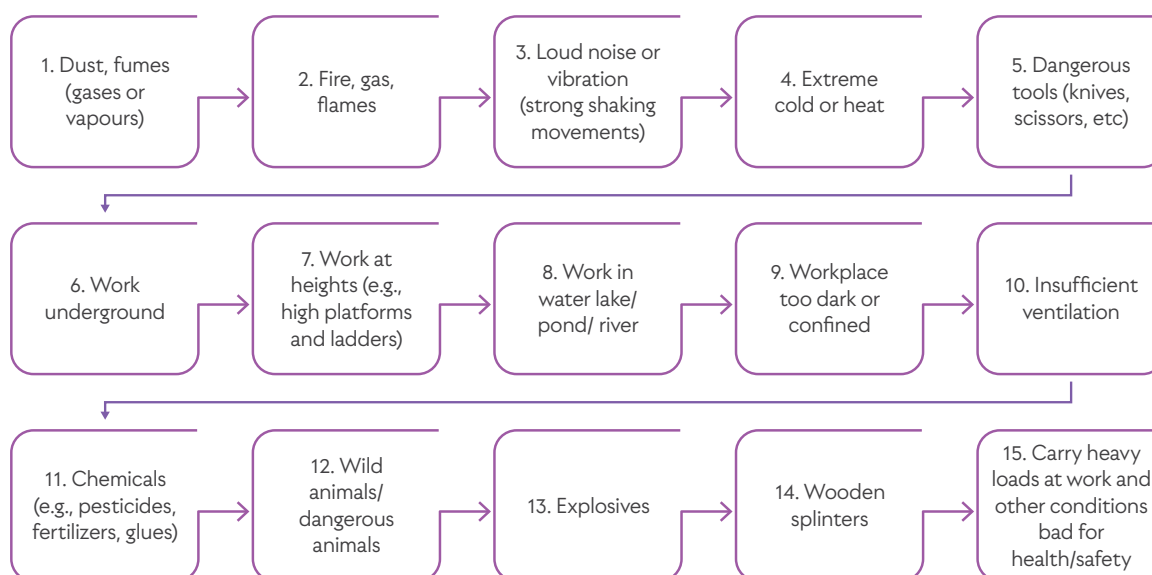 1. Dust, fumes
(gases or
vapours)
2. Fire, gas,
flames
3. Loud noise or
vibration
(strong shaking
movements)
4. Extreme
cold or heat
5. Dangerous
tools (knives,
scissors, etc)
6. Work
underground
7. Work at
heights (e.g.,
high platforms
and ladders)
8. Work in
water lake/
pond/ river
9. Workplace
too dark or
confined
10. Insufficient
ventilation
11. Chemicals
(e.g., pesticides,
fertilizers, glues)
12. Wild
animals/
dangerous
animals
13. Explosives
14. Wooden
splinters
15. Carry heavy
loads at work and
other conditions
bad for
health/safety